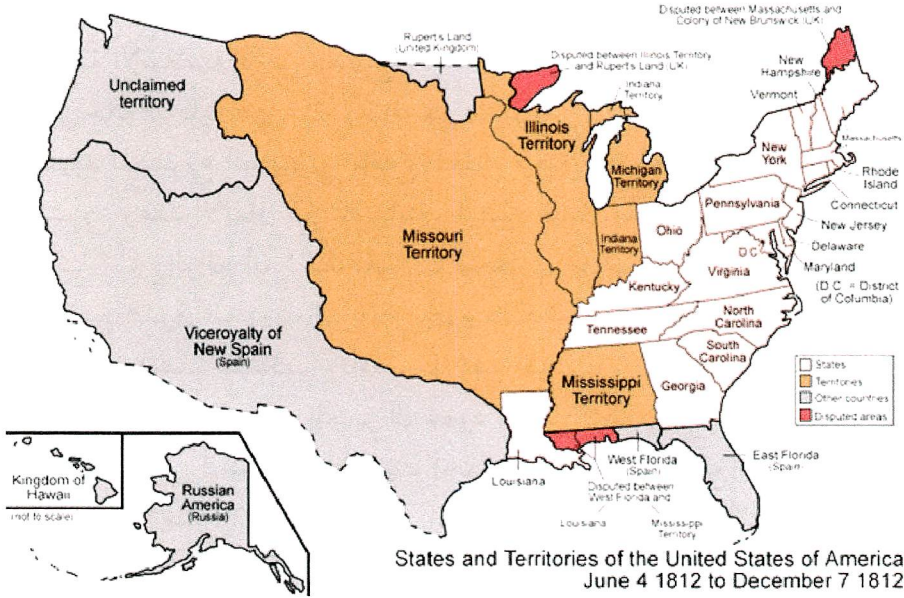 Disputed between Massachusetts and
Colony of New Brunswick (UK)
Rupert's Land
(United Kingdom)
Disputed between Illinois Territory
and Rupert's Land (UK)
New
Hampshire
Vermont
Unclaimed
territory
Indiana
Territory
Illinois
Territory
Massachusetts
New
York
Michigan
Territory
Rhode
Island
Pennsylvania
Connecticut
Missouri
Territory
Indiana
Territory
Ohio
New Jersey
D C
Delaware
Virginia
Maryland
(D C = District
of Columbia)
Kentucky
Viceroyalty of
New Spain
(Spain)
North
Carolina
Tennessee
South
Carolina
Mississippi
Territory
Georgia
States
Territories
Other countries
Disputed areas
Louisiana
West Florida
(Spain)
East Florida
(Spain)
Disputed between
West Florida and
Louisiana
Mississippi
Territory
Kingdom of
Hawaii
(not to scale)
Russian
America
(Russia)
States and Territories of the United States of America
June 4 1812 to December 7 1812